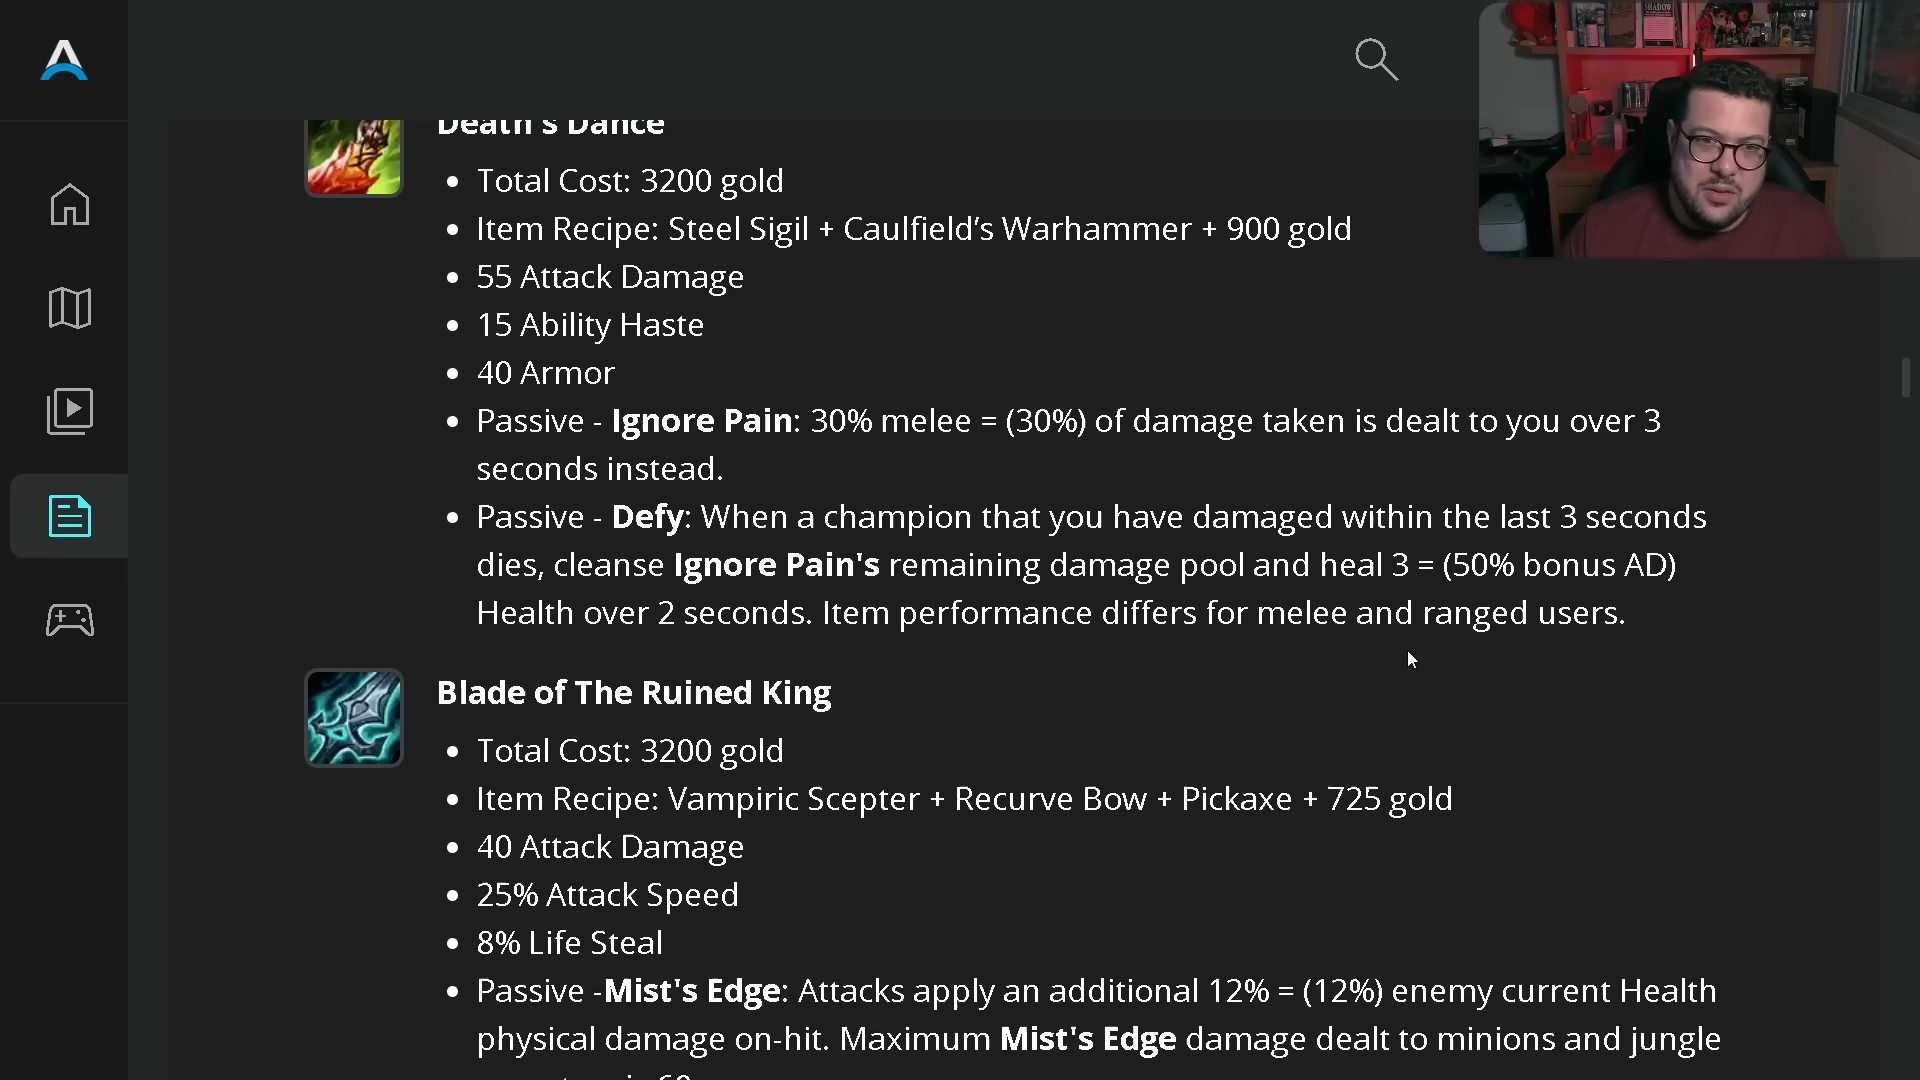 Death's Dance
Total Cost: 3200 gold
Item Recipe: Steel Sigil + Caulfield’s Warhammer + 900 gold
55 Attack Damage
15 Ability Haste
40 Armor
Passive - Ignore Pain: 30% melee = (30%) of damage taken is dealt to you over 3
seconds instead.
Passive - Defy: When a champion that you have damaged within the last 3 seconds
dies, cleanse Ignore Pain's remaining damage pool and heal 3 = (50% bonus AD)
Health over 2 seconds. Item performance differs for melee and ranged users.
Blade of The Ruined King
Total Cost: 3200 gold
Item Recipe: Vampiric Scepter + Recurve Bow + Pickaxe + 725 gold
40 Attack Damage
25% Attack Speed
8% Life Steal
Passive -Mist's Edge: Attacks apply an additional 12% = (12%) enemy current Health
physical damage on-hit. Maximum Mist's Edge damage dealt to minions and jungle